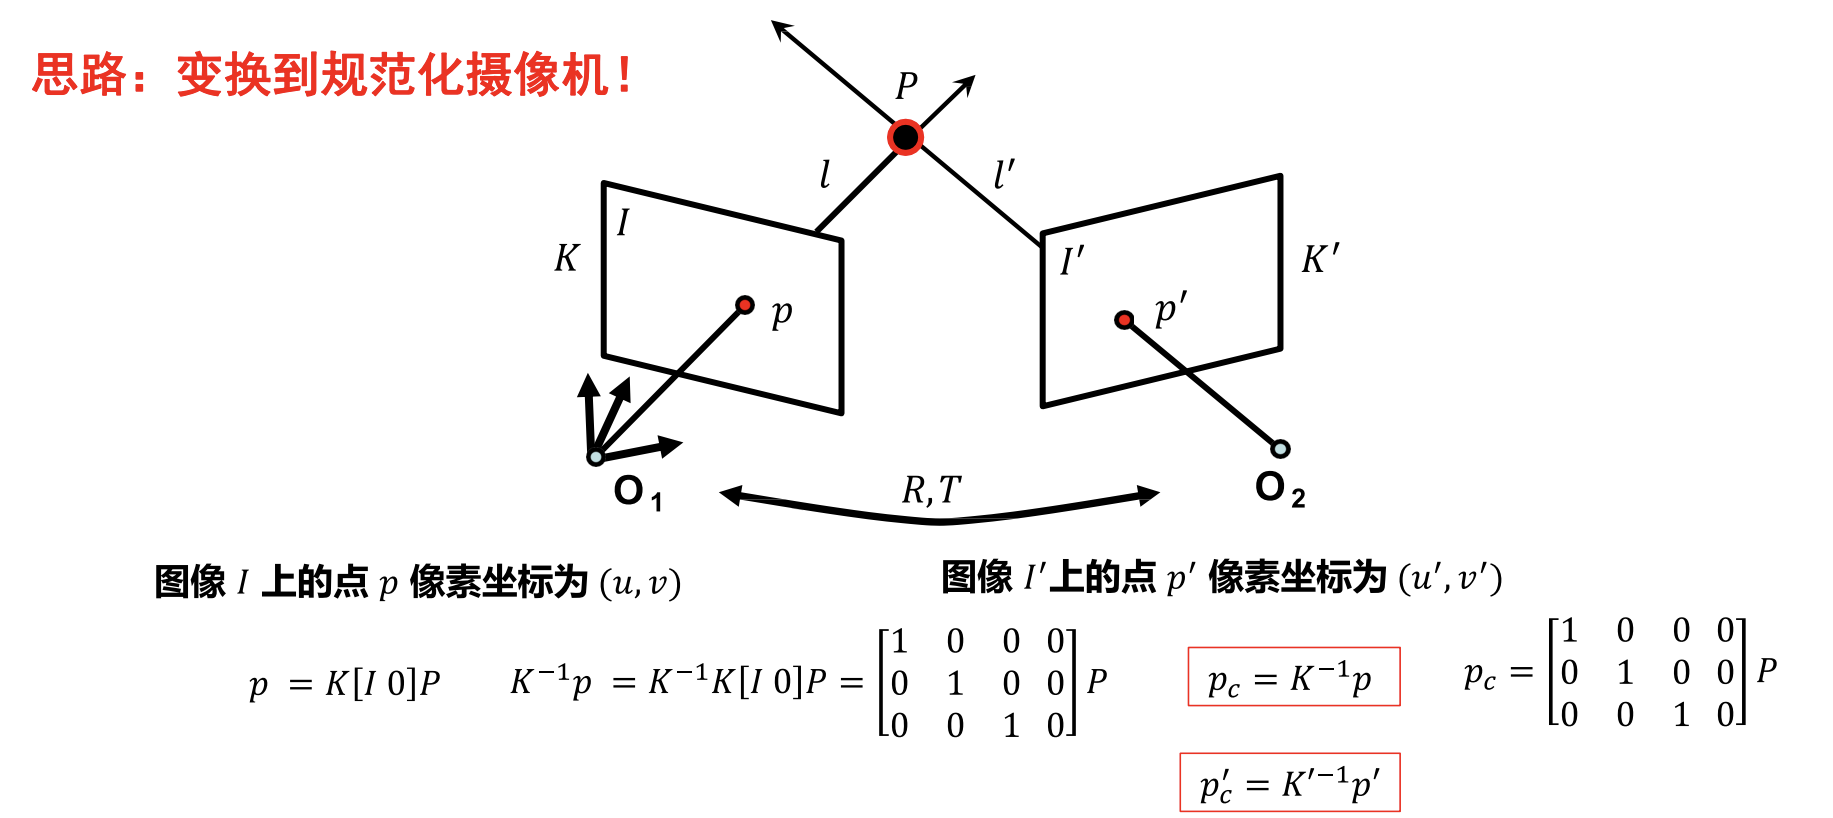 思路：变换到规范化摄像机！
P
l
l′
I
K
p
I′
K′
p′
O₁
R, T
O₂
图像 I 上的点 p 像素坐标为 (u, v)
图像 I′上的点 p′ 像素坐标为 (u′, v′)
p = K[I 0]P
K⁻¹p = K⁻¹K[I 0]P = [1 0 0 0; 0 1 0 0; 0 0 1 0] P
p_c = K⁻¹p
p_c = [1 0 0 0; 0 1 0 0; 0 0 1 0] P
p′_c = K′⁻¹p′